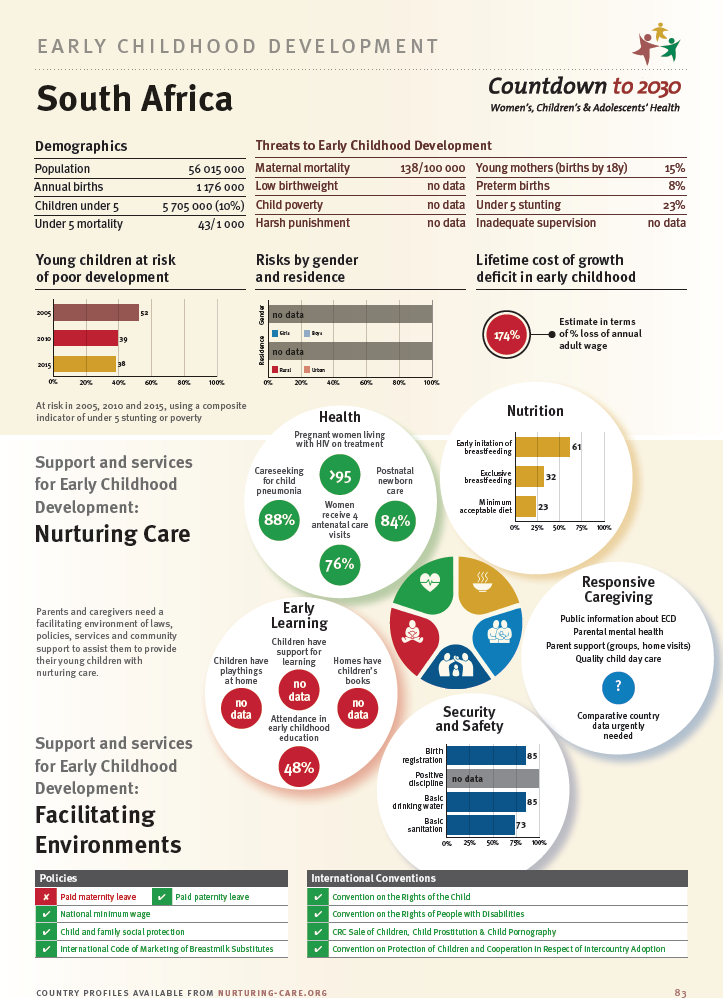 EARLY CHILDHOOD DEVELOPMENT
South Africa
Countdown to 2030
Women's, Children's & Adolescents' Health
Demographics
Population 56 015 000
Annual births 1 176 000
Children under 5 5 705 000 (10%)
Under 5 mortality 43/1 000
Threats to Early Childhood Development
Maternal mortality 138/100 000
Low birthweight no data
Child poverty no data
Harsh punishment no data
Young mothers (births by 18y) 15%
Preterm births 8%
Under 5 stunting 23%
Inadequate supervision no data
Young children at risk
of poor development
2005 52
2010 39
2015 38
0% 20% 40% 60% 80% 100%
At risk in 2005, 2010 and 2015, using a composite
indicator of under 5 stunting or poverty
Risks by gender
and residence
Gender
no data
Girls Boys
Residence
no data
Rural Urban
0% 20% 40% 60% 80% 100%
Lifetime cost of growth
deficit in early childhood
174%
Estimate in terms
of % loss of annual
adult wage
Support and services
for Early Childhood
Development:
Nurturing Care
Parents and caregivers need a
facilitating environment of laws,
policies, services and community
support to assist them to provide
their young children with
nurturing care.
Health
Pregnant women living
with HIV on treatment
>95
Careseeking
for child
pneumonia
88%
Postnatal
newborn
care
84%
Women
receive 4
antenatal care
visits
76%
Nutrition
Early initation of
breastfeeding
61
Exclusive
breastfeeding
32
Minimum
acceptable diet
23
0% 25% 50% 75% 100%
Responsive
Caregiving
Public information about ECD
Parental mental health
Parent support (groups, home visits)
Quality child day care
?
Comparative country
data urgently
needed
Early
Learning
Children have
support for
learning
no
data
Children have
playthings
at home
no
data
Homes have
children's
books
no
data
Attendance in
early childhood
education
48%
Security
and Safety
Birth
registration
85
Positive
discipline
no data
Basic
drinking water
85
Basic
sanitation
73
0% 25% 50% 75% 100%
Support and services
for Early Childhood
Development:
Facilitating
Environments
Policies
✘ Paid maternity leave ✔ Paid paternity leave
✔ National minimum wage
✔ Child and family social protection
✔ International Code of Marketing of Breastmilk Substitutes
International Conventions
✔ Convention on the Rights of the Child
✔ Convention on the Rights of People with Disabilities
✔ CRC Sale of Children, Child Prostitution & Child Pornography
✔ Convention on Protection of Children and Cooperation in Respect of Intercountry Adoption
COUNTRY PROFILES AVAILABLE FROM NURTURING-CARE.ORG
83